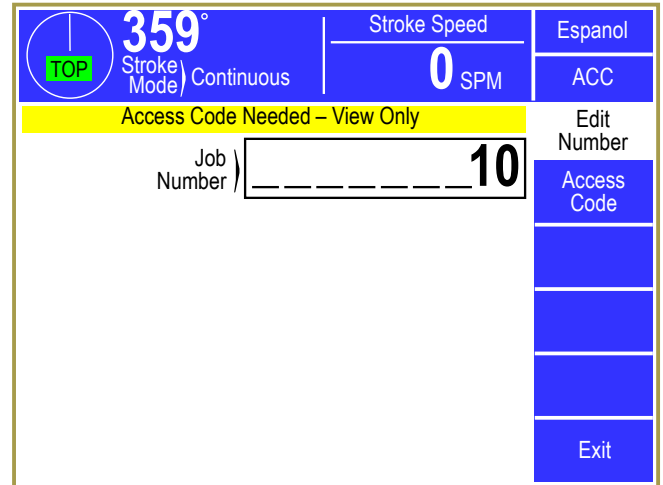 359°
TOP
Stroke
Mode) Continuous
Stroke Speed
0 SPM
Espanol
ACC
Access Code Needed – View Only
Edit
Number
Job
Number) _ _ _ _ _ _ _10
Access
Code
Exit